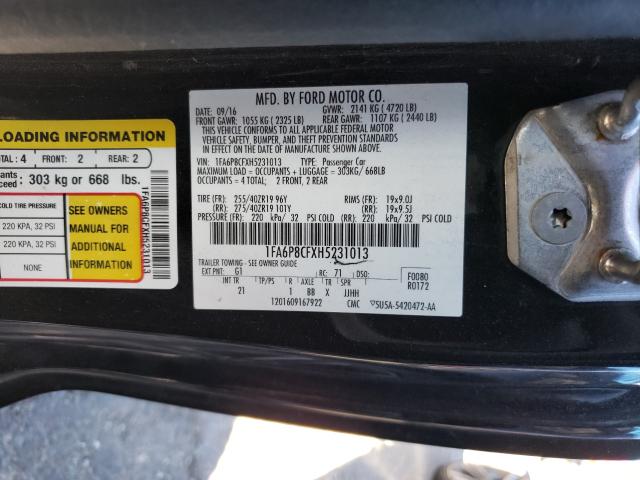 LOADING INFORMATION
TOTAL: 4 FRONT: 2 REAR: 2
303 kg or 668 lbs.
COLD TIRE PRESSURE
220 KPA, 32 PSI
220 KPA, 32 PSI
NONE
SEE OWNERS
MANUAL FOR
ADDITIONAL
INFORMATION
1FA6P8CFXH5231013
MFD. BY FORD MOTOR CO.
DATE: 09/16 GVWR: 2141 KG ( 4720 LB)
FRONT GAWR: 1055 KG ( 2325 LB) REAR GAWR: 1107 KG ( 2440 LB)
THIS VEHICLE CONFORMS TO ALL APPLICABLE FEDERAL MOTOR
VEHICLE SAFETY, BUMPER, AND THEFT PREVENTION STANDARDS
IN EFFECT ON THE DATE OF MANUFACTURE SHOWN ABOVE.
VIN: 1FA6P8CFXH5231013 TYPE: Passenger Car
MAXIMUM LOAD = OCCUPANTS + LUGGAGE = 303KG/ 668LB
OCCUPANTS = 4 TOTAL; 2 FRONT, 2 REAR
TIRE (FR): 255/40ZR19 96Y RIMS (FR): 19x9.0J
(RR): 275/40ZR19 101Y (RR): 19x9.5J
PRESSURE (FR): 220 kPa/ 32 PSI COLD (RR): 220 kPa/ 32 PSI COLD
1FA6P8CFXH5231013
TRAILER TOWING - SEE OWNER GUIDE
EXT PNT: G1 RC: 71 DSO: F0080
INT TR TP/PS R AXLE TR SPR R0172
21 1 BB X JJHH
1201609167922 CMC SU5A-5420472-AA